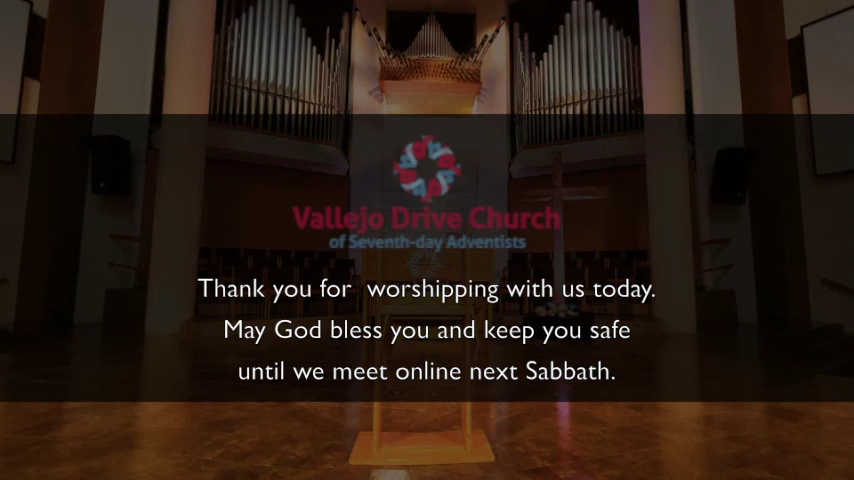 Vallejo Drive Church
of Seventh-day Adventists
Thank you for  worshipping with us today.
May God bless you and keep you safe
until we meet online next Sabbath.